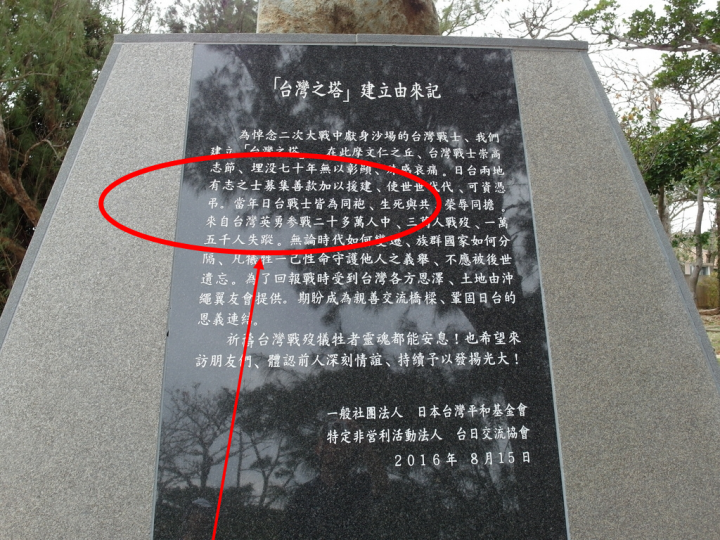 「台灣之塔」建立由來記
為悼念二次大戰中獻身沙場的台灣戰士、我們
建立「台灣之塔」。在此摩文仁之丘、台灣戰士崇高
志節、埋没七十年無以彰顯、殊感哀痛。日台兩地
有志之士募集善款加以援建、使世世代代、可資憑
弔。當年日台戰士皆為同袍、生死與共、榮辱同擔。
來自台灣英勇參戰二十多萬人中、三萬人戰歿、一萬
五千人失蹤。無論時代如何變遷、族群國家如何分
隔、凡犧牲一己性命守護他人之義舉、不應被後世
遺忘。為了回報戰時受到台灣各方恩澤、土地由沖
繩翼友會提供。期盼成為親善交流橋樑、鞏固日台的
恩義連結。
祈禱台灣戰歿犧牲者靈魂都能安息！也希望來
訪朋友們、體認前人深刻情誼、持續予以發揚光大！
一般社團法人 日本台灣平和基金會
特定非營利活動法人 台日交流協會
2016年 8月15日